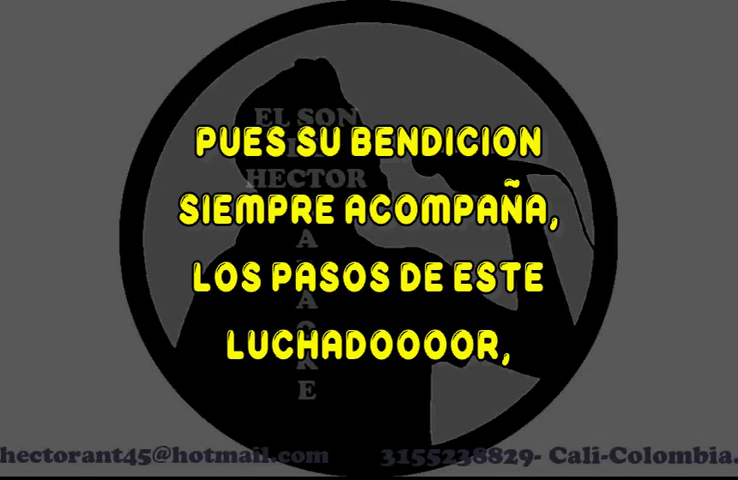 EL SON
HECTOR
PUES SU BENDICION
SIEMPRE ACOMPAÑA,
LOS PASOS DE ESTE
LUCHADOOOOR,
E
hectorant45@hotmail.com 3155238829- Cali-Colombia.